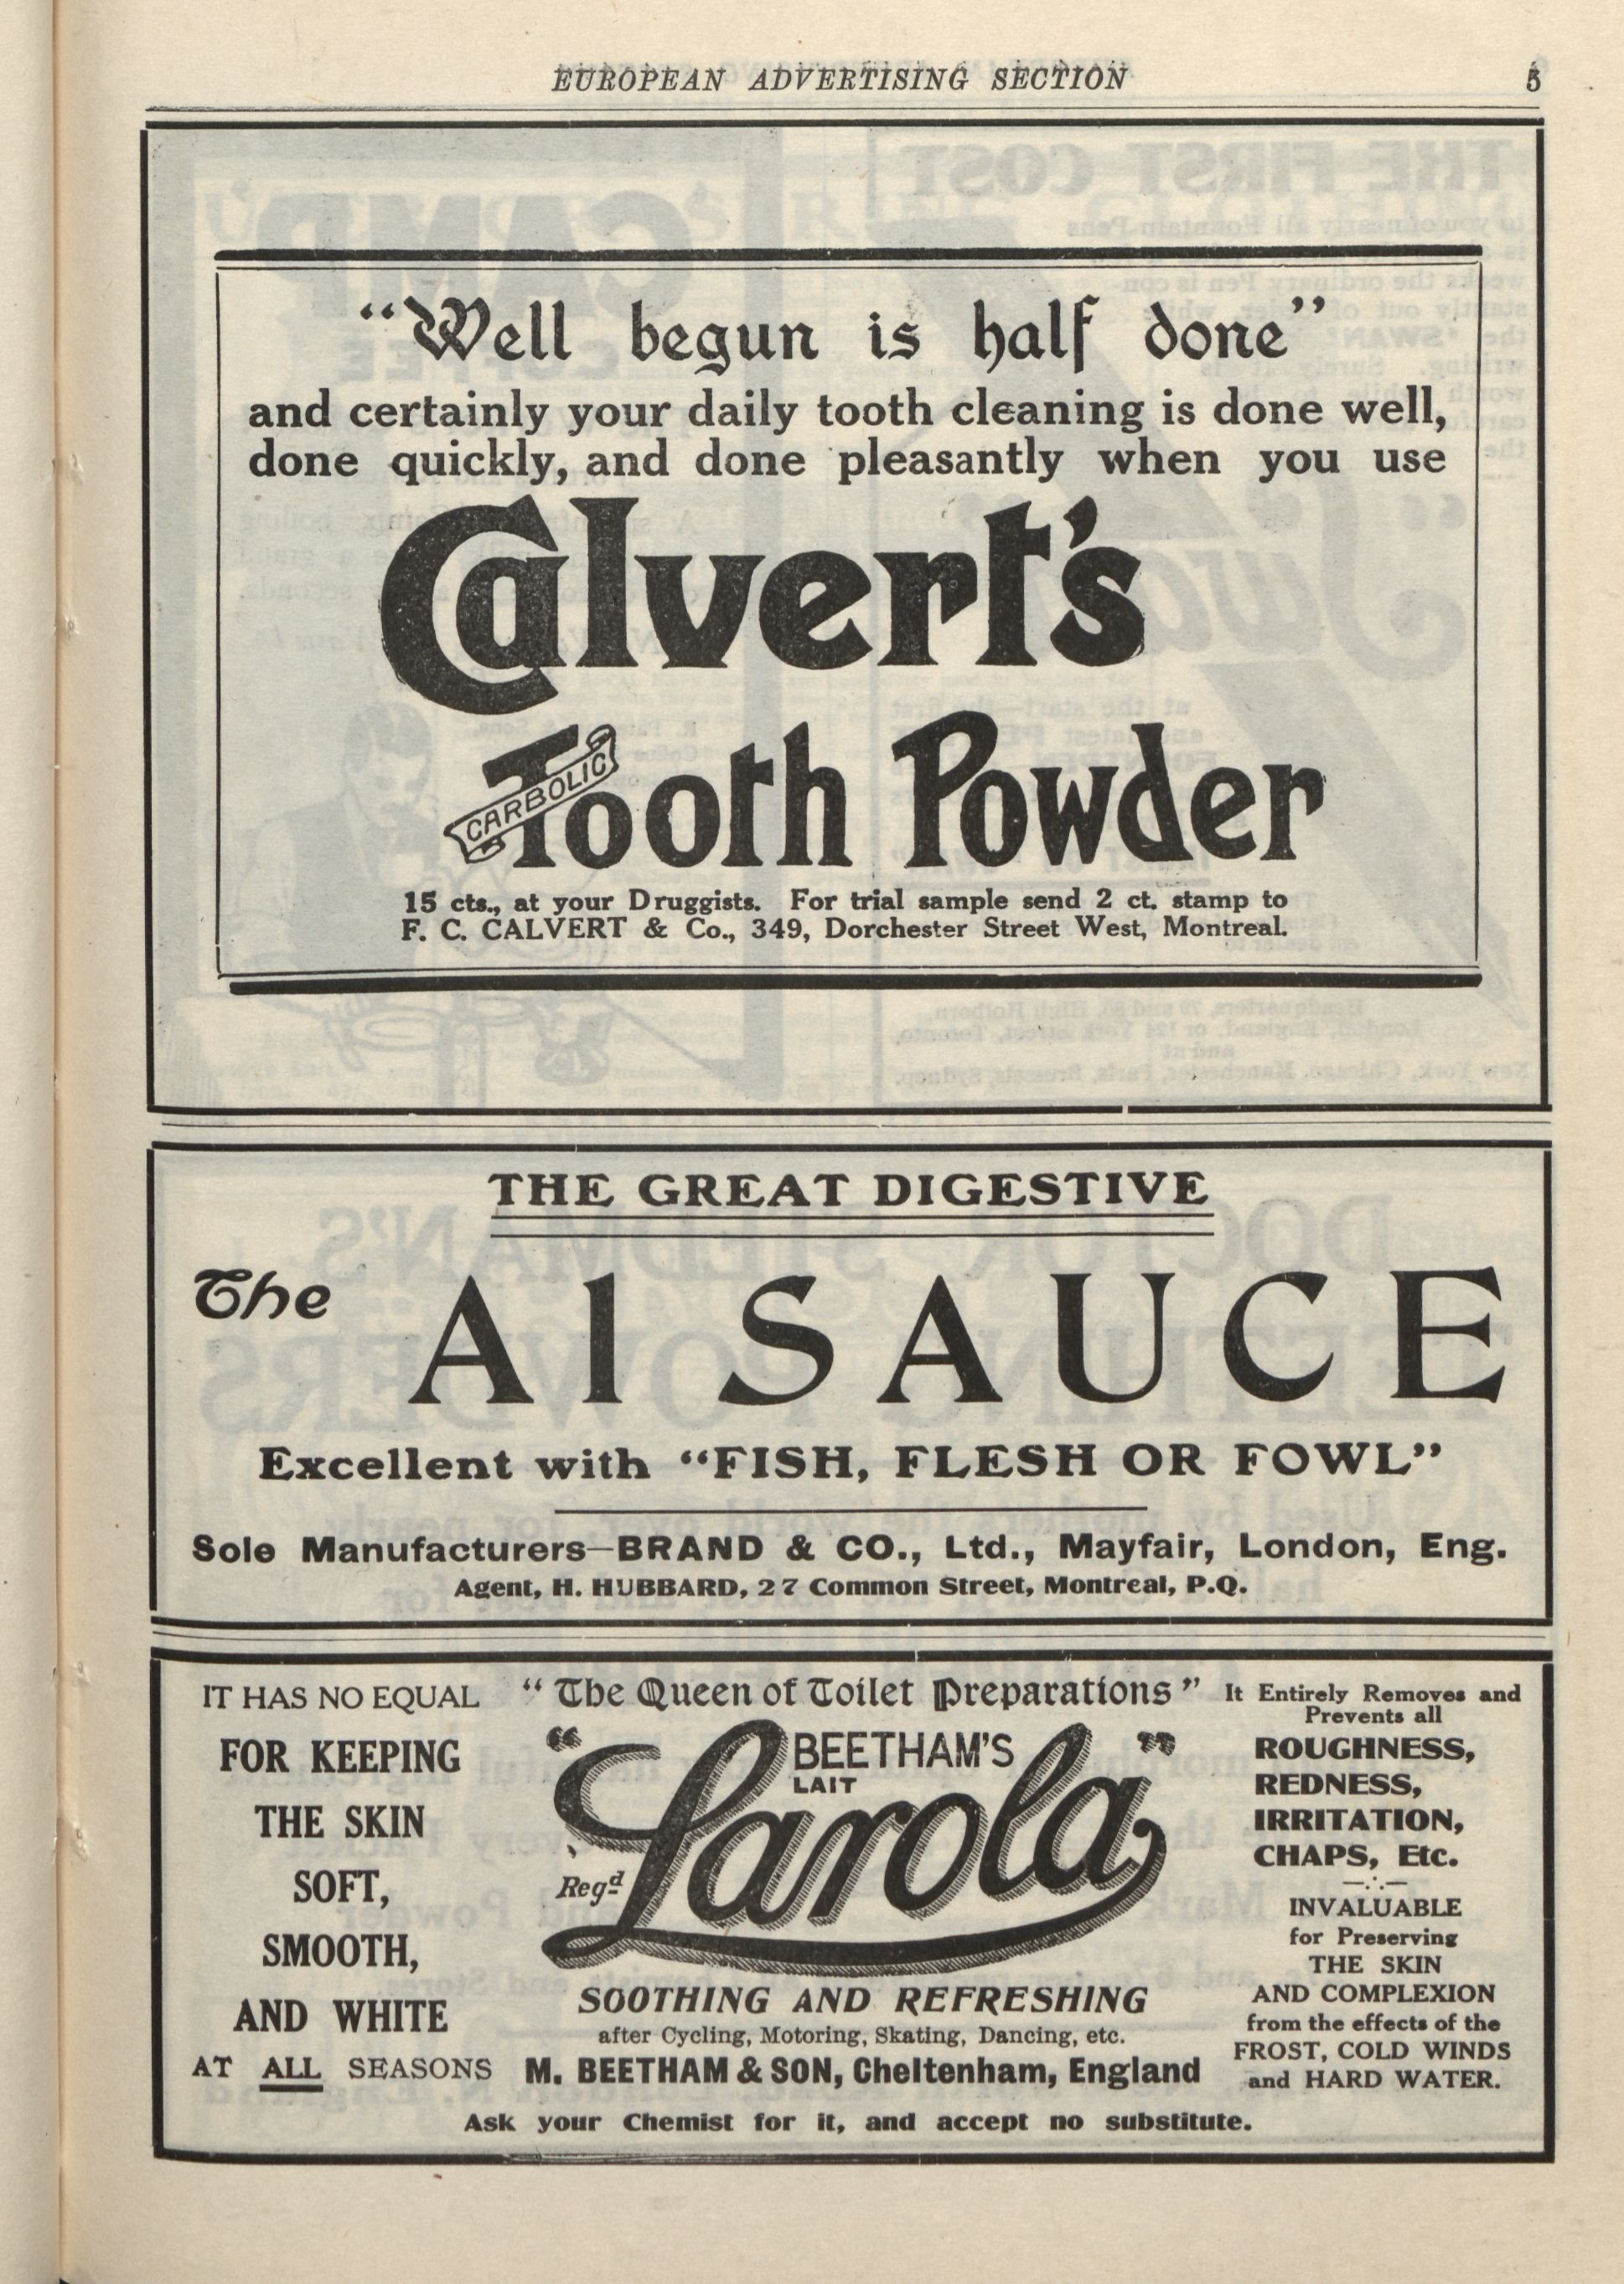 EUROPEAN ADVERTISING SECTION 5
"Well begun is half done"
and certainly your daily tooth cleaning is done well,
done quickly, and done pleasantly when you use
Calvert's
CARBOLIC
Tooth Powder
15 cts., at your Druggists. For trial sample send 2 ct. stamp to
F. C. CALVERT & Co., 349, Dorchester Street West, Montreal.
THE GREAT DIGESTIVE
The A1 SAUCE
Excellent with "FISH, FLESH OR FOWL"
Sole Manufacturers—BRAND & CO., Ltd., Mayfair, London, Eng.
Agent, H. HUBBARD, 27 Common Street, Montreal, P.Q.
IT HAS NO EQUAL
FOR KEEPING
THE SKIN
SOFT,
SMOOTH,
AND WHITE
AT ALL SEASONS
"The Queen of Toilet Preparations"
BEETHAM'S
LAIT
"Larola"
Regd
SOOTHING AND REFRESHING
after Cycling, Motoring, Skating, Dancing, etc.
M. BEETHAM & SON, Cheltenham, England
It Entirely Removes and
Prevents all
ROUGHNESS,
REDNESS,
IRRITATION,
CHAPS, Etc.
INVALUABLE
for Preserving
THE SKIN
AND COMPLEXION
from the effects of the
FROST, COLD WINDS
and HARD WATER.
Ask your Chemist for it, and accept no substitute.